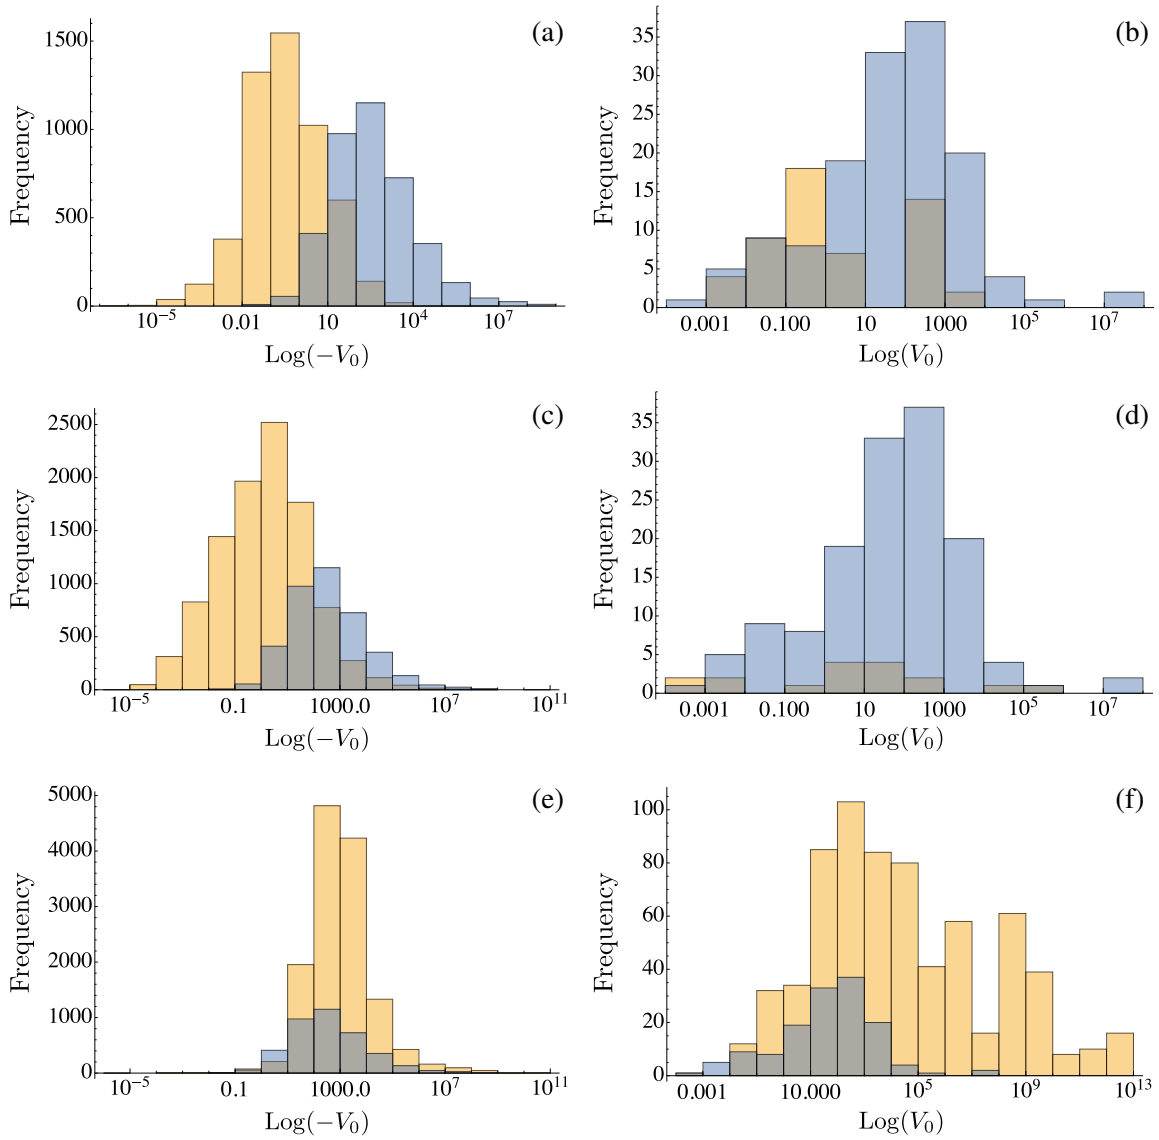 (a)
1500
1000
500
0
Frequency
10^-5 0.01 10 10^4 10^7
Log(−V_0)
(b)
35
30
25
20
15
10
5
0
Frequency
0.001 0.100 10 1000 10^5 10^7
Log(V_0)
(c)
2500
2000
1500
1000
500
0
Frequency
10^-5 0.1 1000.0 10^7 10^11
Log(−V_0)
(d)
35
30
25
20
15
10
5
0
Frequency
0.001 0.100 10 1000 10^5 10^7
Log(V_0)
(e)
5000
4000
3000
2000
1000
0
Frequency
10^-5 0.1 1000.0 10^7 10^11
Log(−V_0)
(f)
100
80
60
40
20
0
Frequency
0.001 10.000 10^5 10^9 10^13
Log(V_0)